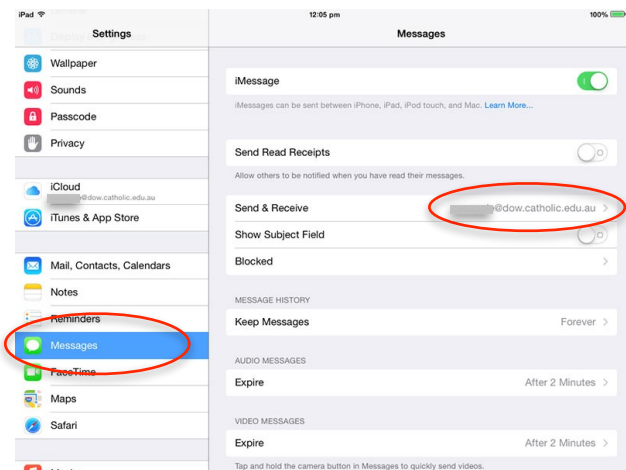 iPad 12:05 pm 100%
Settings
Wallpaper
Sounds
Passcode
Privacy
iCloud
@dow.catholic.edu.au
iTunes & App Store
Mail, Contacts, Calendars
Notes
Reminders
Messages
FaceTime
Maps
Safari
Messages
iMessage
iMessages can be sent between iPhone, iPad, iPod touch, and Mac. Learn More...
Send Read Receipts
Allow others to be notified when you have read their messages.
Send & Receive @dow.catholic.edu.au >
Show Subject Field
Blocked >
MESSAGE HISTORY
Keep Messages Forever >
AUDIO MESSAGES
Expire After 2 Minutes >
VIDEO MESSAGES
Expire After 2 Minutes >
Tap and hold the camera button in Messages to quickly send videos.